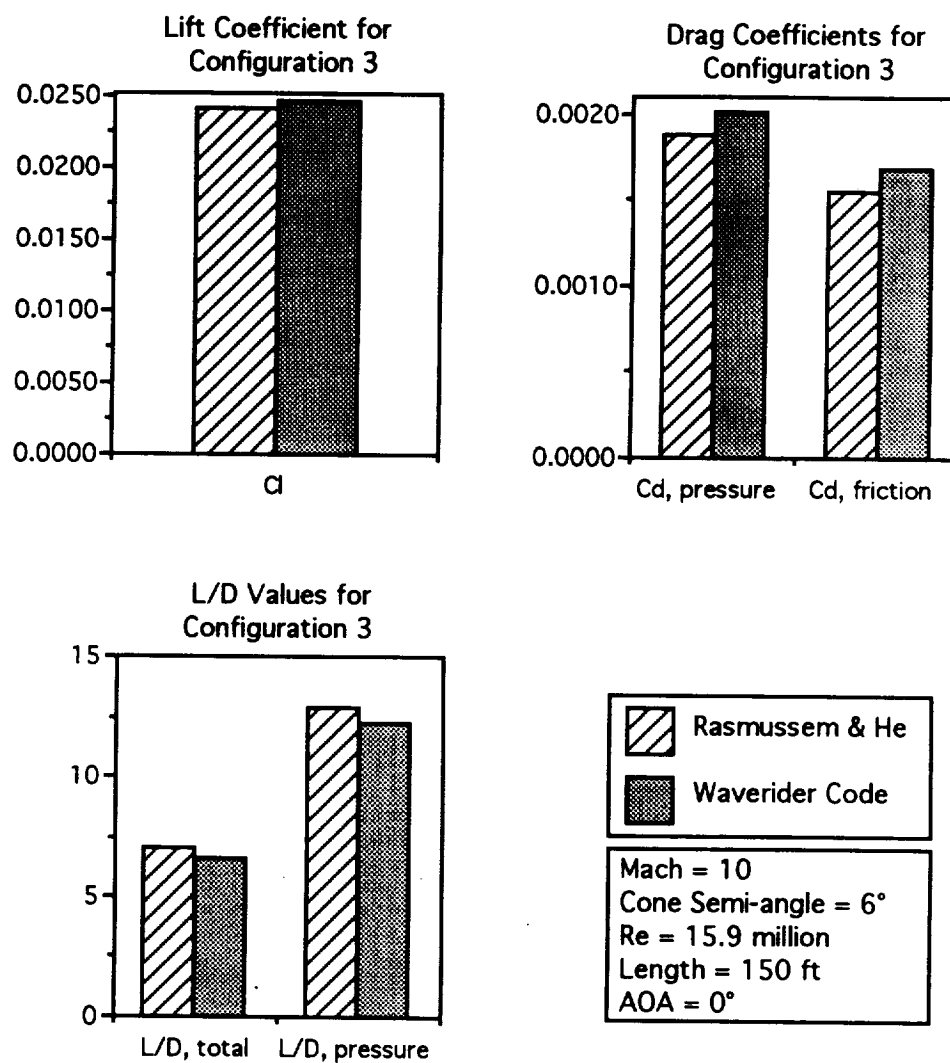 Lift Coefficient for
Configuration 3
0.0250
0.0200
0.0150
0.0100
0.0050
0.0000
Cl
Drag Coefficients for
Configuration 3
0.0020
0.0010
0.0000
Cd, pressure
Cd, friction
L/D Values for
Configuration 3
15
10
5
0
L/D, total
L/D, pressure
Rasmussem & He
Waverider Code
Mach = 10
Cone Semi-angle = 6°
Re = 15.9 million
Length = 150 ft
AOA = 0°